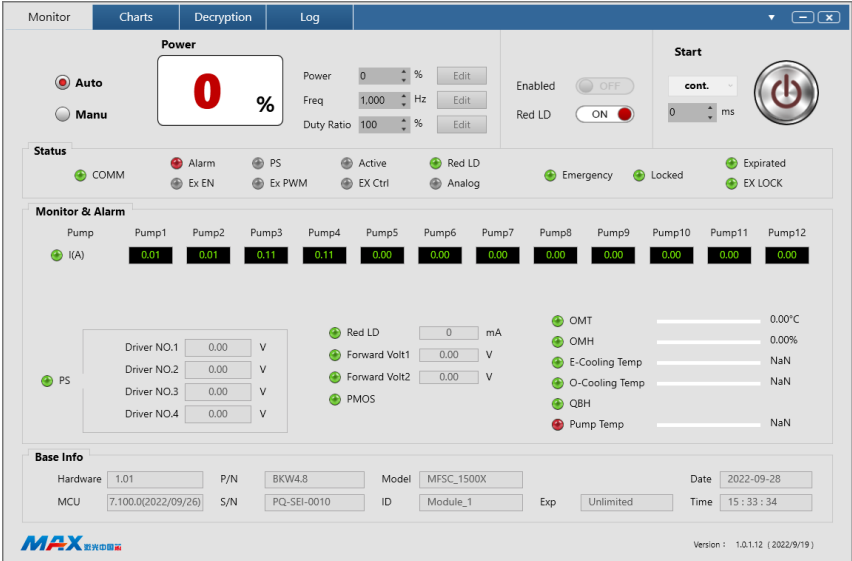 Monitor Charts Decryption Log
Power Start
Auto Power 0 % Edit Enabled OFF cont.
0 % Freq 1,000 Hz Edit
Manu Duty Ratio 100 % Edit Red LD ON 0 ms
Status
COMM Alarm PS Active Red LD Emergency Locked Expirated
Ex EN Ex PWM EX Ctrl Analog EX LOCK
Monitor & Alarm
Pump Pump1 Pump2 Pump3 Pump4 Pump5 Pump6 Pump7 Pump8 Pump9 Pump10 Pump11 Pump12
I(A) 0.01 0.01 0.11 0.11 0.00 0.00 0.00 0.00 0.00 0.00 0.00 0.00
PS
Driver NO.1 0.00 V
Driver NO.2 0.00 V
Driver NO.3 0.00 V
Driver NO.4 0.00 V
Red LD 0 mA
Forward Volt1 0.00 V
Forward Volt2 0.00 V
PMOS
OMT 0.00°C
OMH 0.00%
E-Cooling Temp NaN
O-Cooling Temp NaN
QBH
Pump Temp NaN
Base Info
Hardware 1.01 P/N BKW4.8 Model MFSC_1500X Date 2022-09-28
MCU 7.100.0(2022/09/26) S/N PQ-SEI-0010 ID Module_1 Exp Unlimited Time 15 : 33 : 34
MAX 激光中国芯 Version : 1.0.1.12 ( 2022/9/19 )